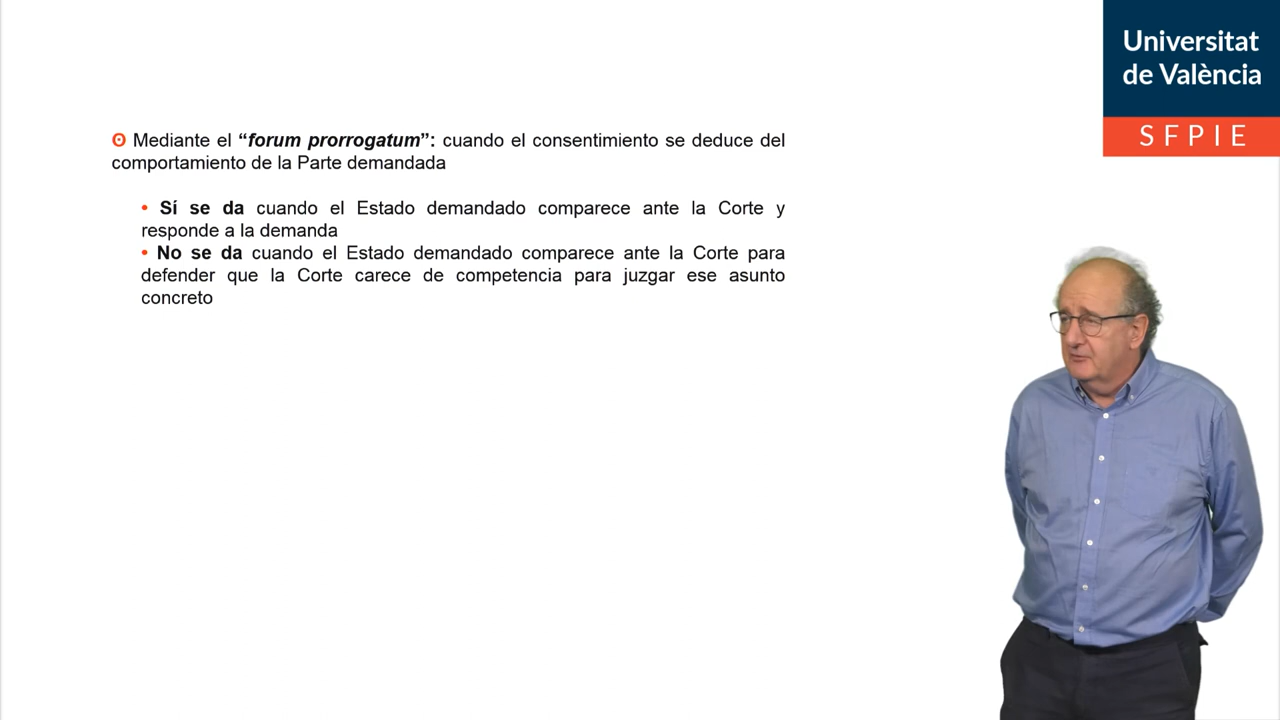 Universitat
de València
SFPIE
ʘ Mediante el “forum prorrogatum”: cuando el consentimiento se deduce del
comportamiento de la Parte demandada
• Sí se da cuando el Estado demandado comparece ante la Corte y
responde a la demanda
• No se da cuando el Estado demandado comparece ante la Corte para
defender que la Corte carece de competencia para juzgar ese asunto
concreto